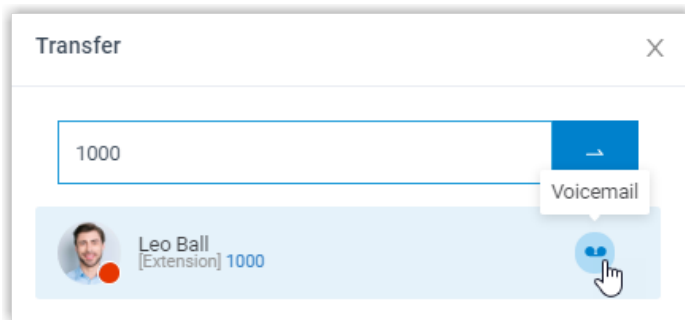 Transfer
1000
Voicemail
Leo Ball
[Extension] 1000